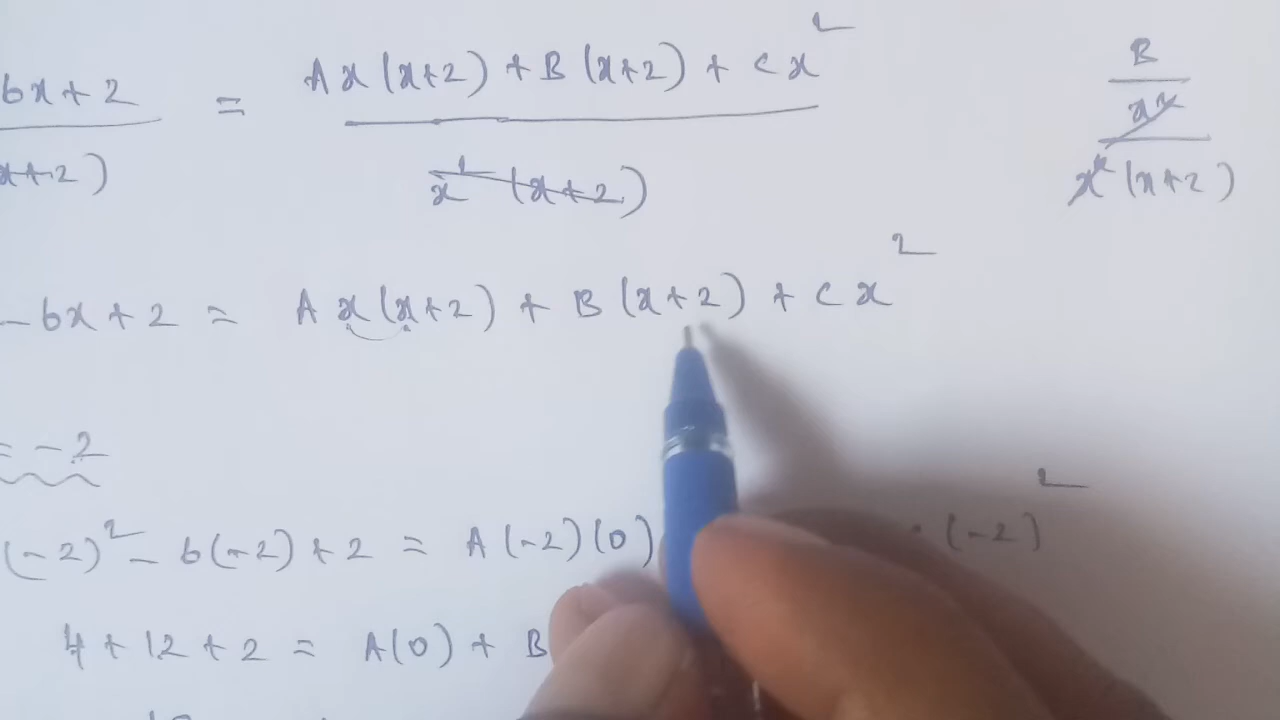 6x+2 / x+2) = Ax(x+2) + B(x+2) + Cx² / x²(x+2)
B / x² / x²(x+2)
-6x+2 = Ax(x+2) + B(x+2) + Cx²
= -2
(-2)² - 6(-2) + 2 = A(-2)(0) (-2)²
4 + 12 + 2 = A(0) + B